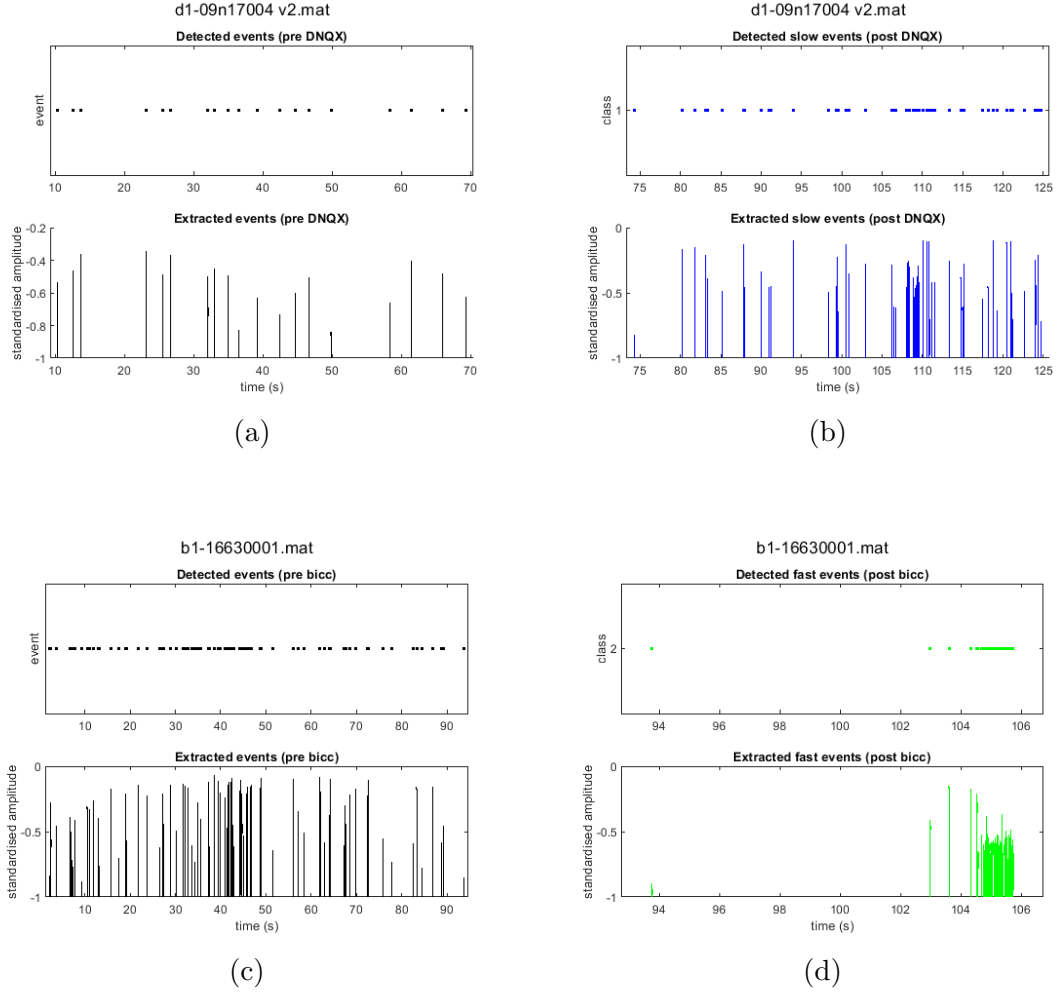 d1-09n17004 v2.mat
Detected events (pre DNQX)
event
10 20 30 40 50 60 70
Extracted events (pre DNQX)
standardised amplitude
-0.2
-0.4
-0.6
-0.8
-1
10 20 30 40 50 60 70
time (s)
(a)
d1-09n17004 v2.mat
Detected slow events (post DNQX)
class
1
75 80 85 90 95 100 105 110 115 120 125
Extracted slow events (post DNQX)
standardised amplitude
0
-0.5
-1
75 80 85 90 95 100 105 110 115 120 125
time (s)
(b)
b1-16630001.mat
Detected events (pre bicc)
event
10 20 30 40 50 60 70 80 90
Extracted events (pre bicc)
standardised amplitude
0
-0.5
-1
10 20 30 40 50 60 70 80 90
time (s)
(c)
b1-16630001.mat
Detected fast events (post bicc)
class
2
94 96 98 100 102 104 106
Extracted fast events (post bicc)
standardised amplitude
0
-0.5
-1
94 96 98 100 102 104 106
time (s)
(d)